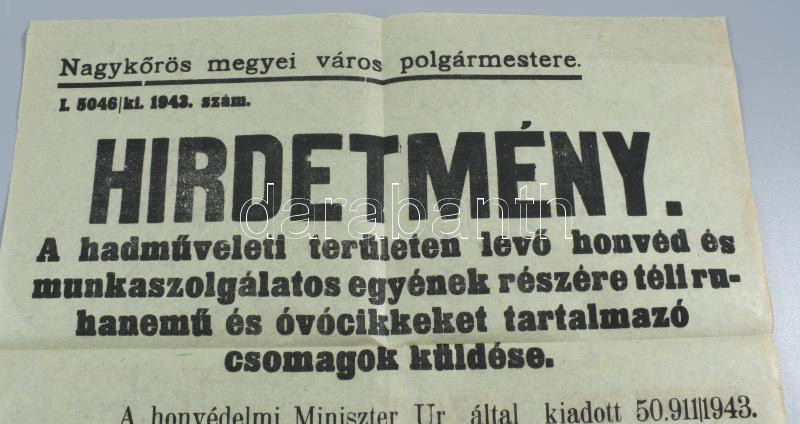 Nagykőrös megyei város polgármestere.
I. 5046/ki. 1943. szám.
HIRDETMÉNY.
darabanth
A hadműveleti területen lévő honvéd és
munkaszolgálatos egyének részére téli ru-
hanemű és óvócikkeket tartalmazó
csomagok küldése.
A honvédelmi Miniszter Ur által kiadott 50.911/1943.